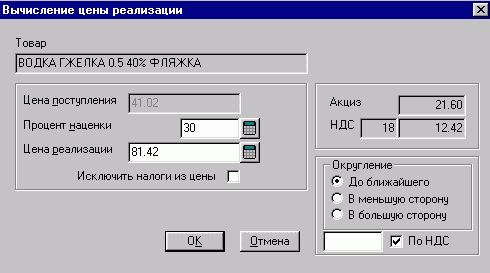 Вычисление цены реализации
Товар
ВОДКА ГЖЕЛКА 0.5 40% ФЛЯЖКА
Цена поступления 41.02
Процент наценки 30
Цена реализации 81.42
Исключить налоги из цены
Акциз 21.60
НДС 18 12.42
Округление
До ближайшего
В меньшую сторону
В большую сторону
По НДС
OK Отмена